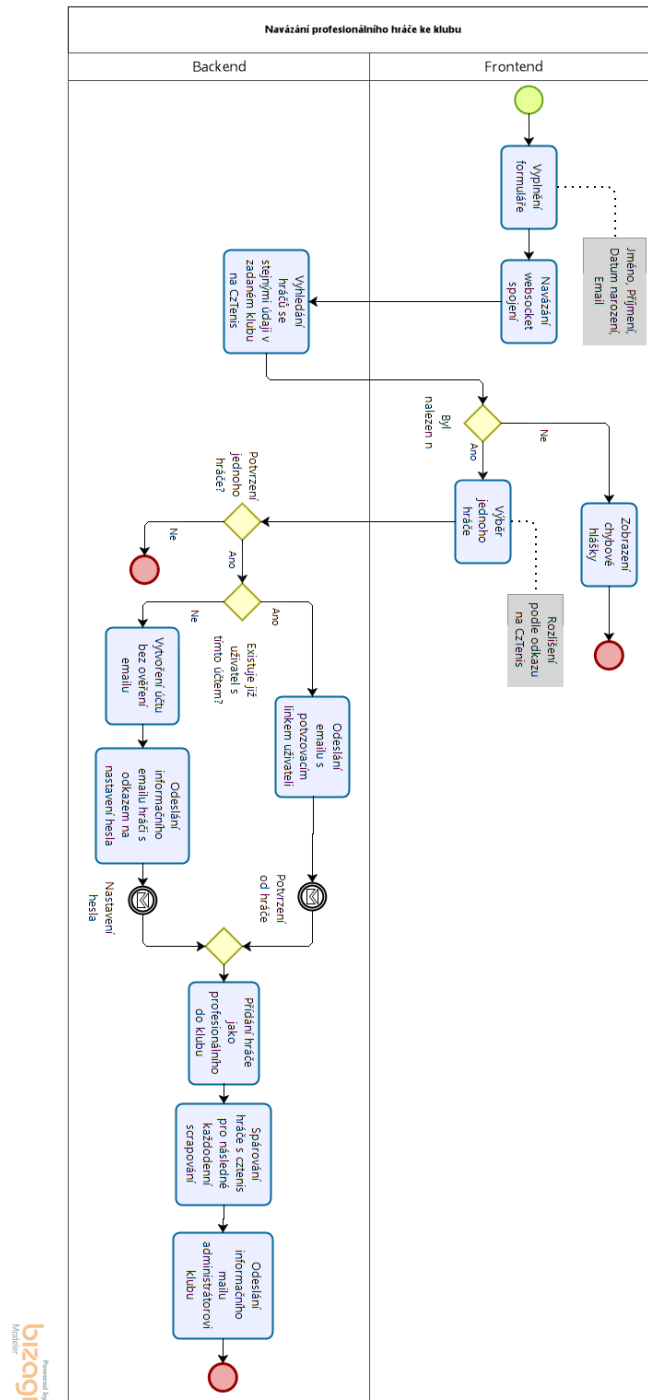 Navázání profesionálního hráče ke klubu
Backend
Frontend
Vyplnění
formuláře
Jméno, Příjmení,
Datum narození,
Email
Navázání
websocket
spojení
Vyhledání
hráčů se
stejnými údaji v
zadaném klubu
na CzTenis
Byl
nalezen n
Ne
Ano
Zobrazení
chybové
hlášky
Výběr
jednoho
hráče
Rozlišení
podle odkazu
na CzTenis
Potvrzení
jednoho
hráče?
Ne
Ano
Existuje již
uživatel s
tímto účtem?
Ano
Ne
Odeslání
emailu s
potvzovacím
linkem uživateli
Potvrzení
od hráče
Vytvoření účtu
bez ověření
emailu
Odeslání
informačního
emailu hráči s
odkazem na
nastavení hesla
Nastavení
hesla
Přidání hráče
jako
profesionálního
do klubu
Spárování
hráče s cztenis
pro následné
každodenní
scrapování
Odeslání
informačního
mailu
administrátorovi
klubu
Powered by
bizagi
Modeler